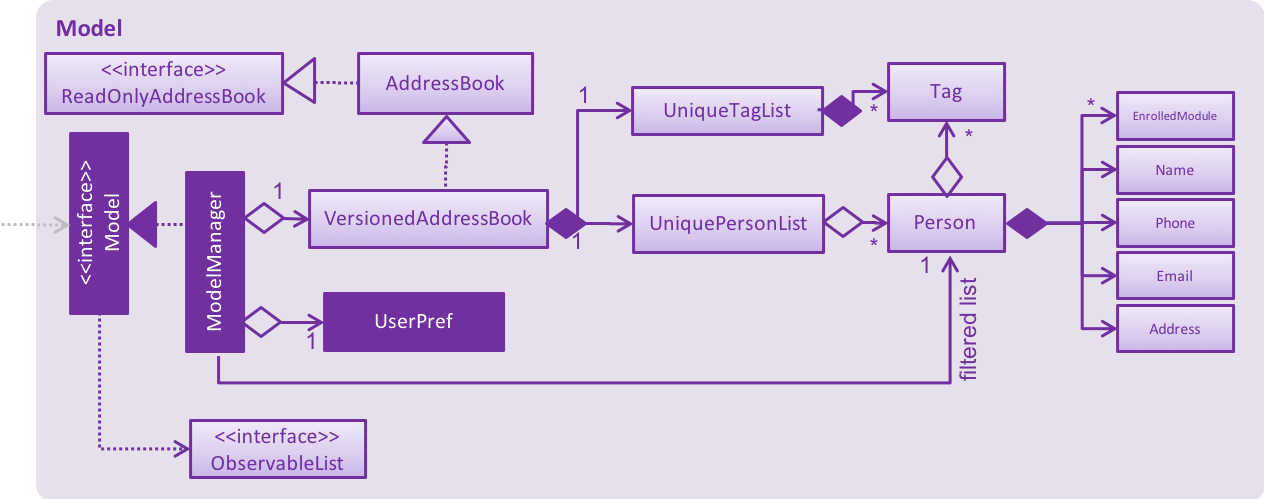 Model
<<interface>>
ReadOnlyAddressBook
AddressBook
1
UniqueTagList
*
Tag
*
*
EnrolledModule
Name
Phone
Email
Address
<<interface>>
Model
ModelManager
1
VersionedAddressBook
1
UniquePersonList
*
Person
1
filtered list
1
UserPref
<<interface>>
ObservableList